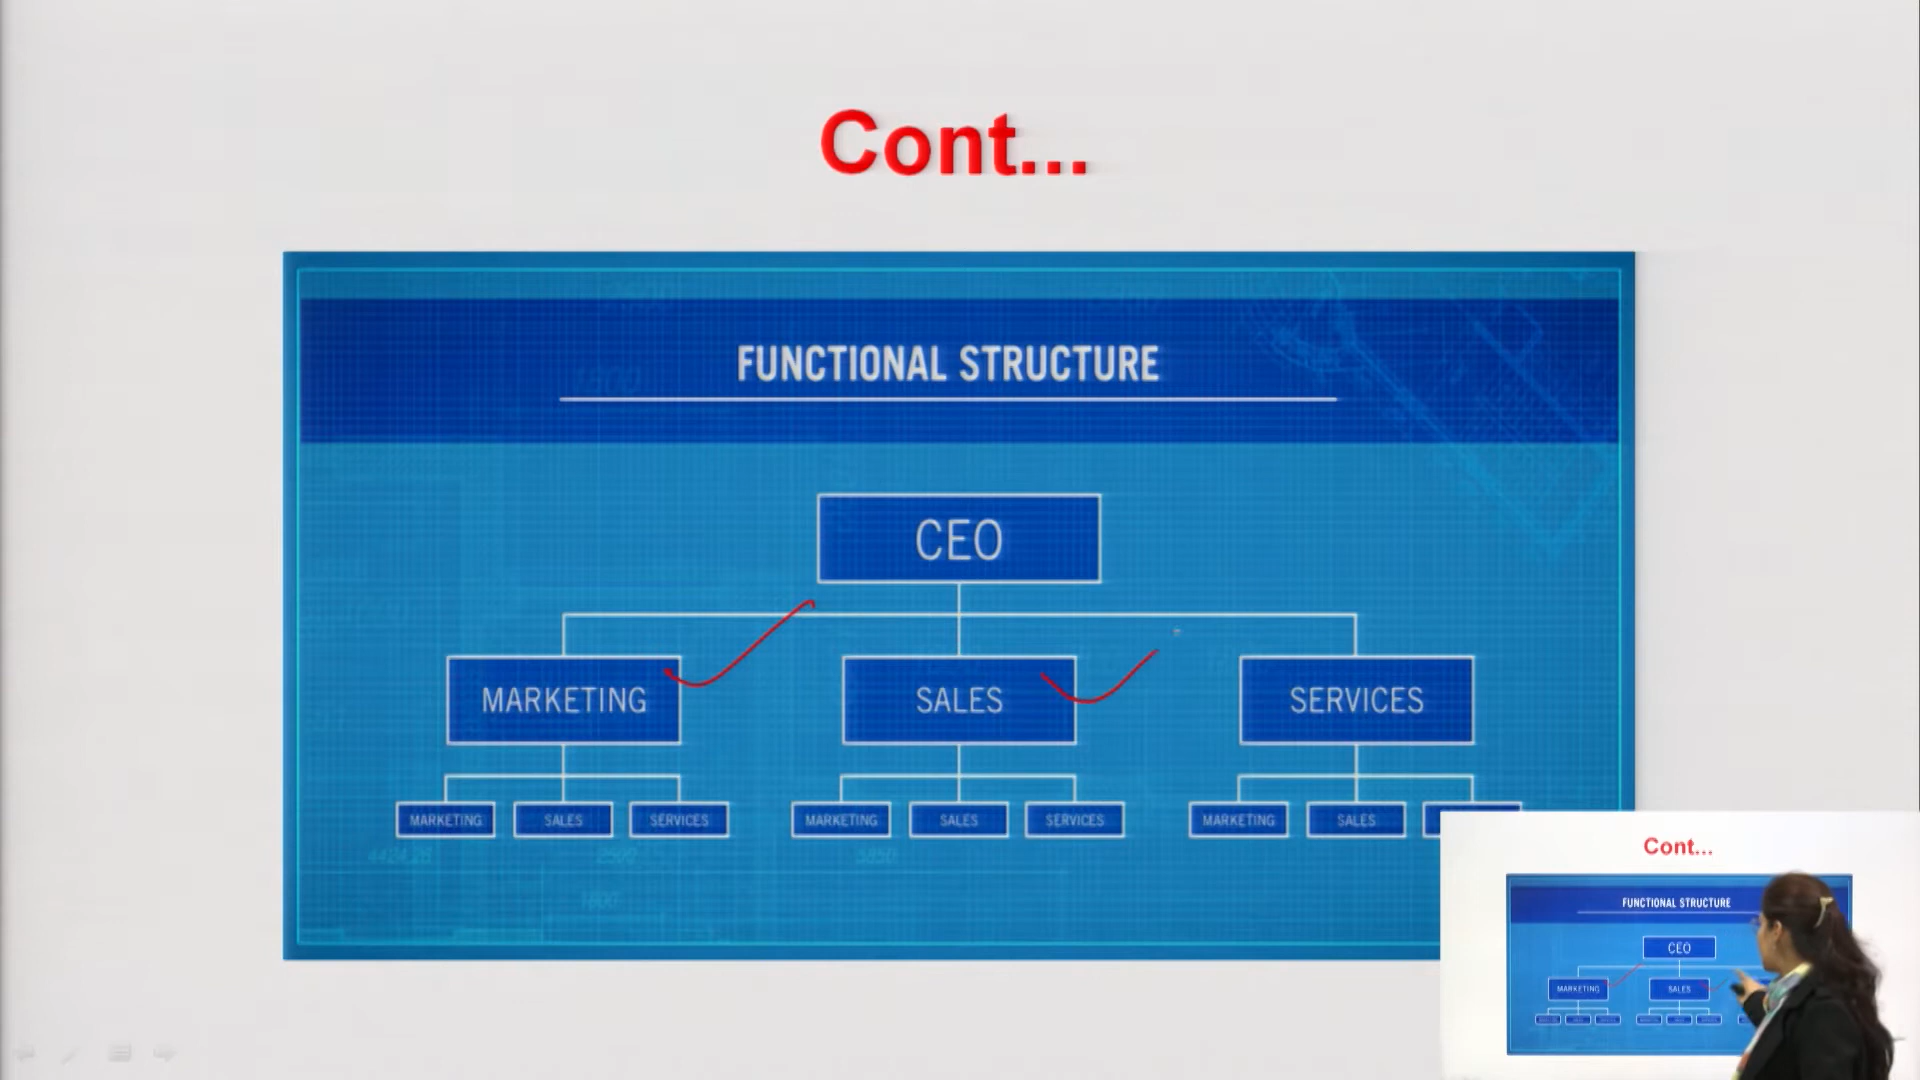 Cont...
FUNCTIONAL STRUCTURE
CEO
MARKETING SALES SERVICES
MARKETING SALES SERVICES MARKETING SALES SERVICES MARKETING SALES
Cont...
FUNCTIONAL STRUCTURE
CEO
MARKETING SALES